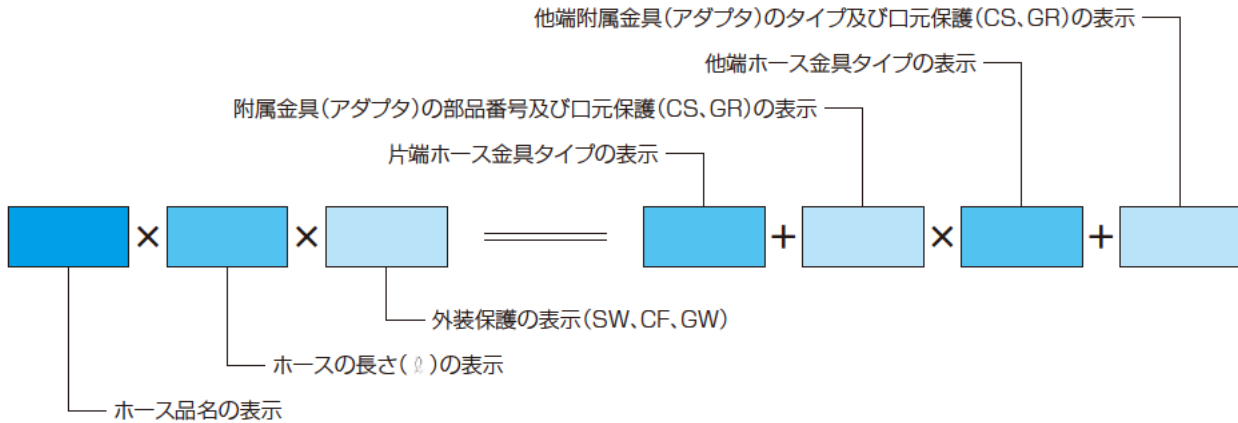 他端附属金具(アダプタ)のタイプ及び口元保護(CS、GR)の表示
他端ホース金具タイプの表示
附属金具(アダプタ)の部品番号及び口元保護(CS、GR)の表示
片端ホース金具タイプの表示
× × + × +
外装保護の表示(SW、CF、GW)
ホースの長さ(ℓ)の表示
ホース品名の表示